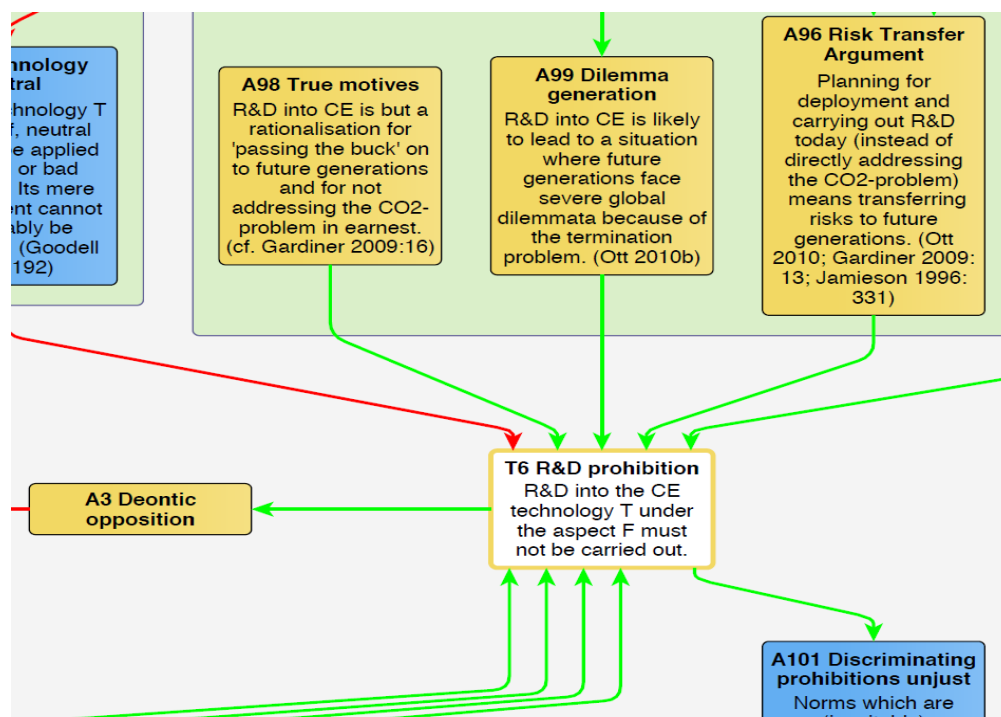 hnology
tral
chnology T
f, neutral
be applied
or bad
Its mere
ent cannot
ably be
(Goodell
192)
A98 True motives
R&D into CE is but a
rationalisation for
'passing the buck' on
to future generations
and for not
addressing the CO2-
problem in earnest.
(cf. Gardiner 2009:16)
A99 Dilemma
generation
R&D into CE is likely
to lead to a situation
where future
generations face
severe global
dilemmata because of
the termination
problem. (Ott 2010b)
A96 Risk Transfer
Argument
Planning for
deployment and
carrying out R&D
today (instead of
directly addressing
the CO2-problem)
means transferring
risks to future
generations. (Ott
2010; Gardiner 2009:
13; Jamieson 1996:
331)
T6 R&D prohibition
R&D into the CE
technology T under
the aspect F must
not be carried out.
A3 Deontic
opposition
A101 Discriminating
prohibitions unjust
Norms which are